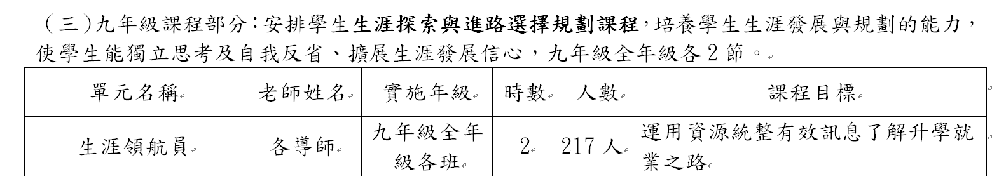 （三）九年級課程部分：安排學生生涯探索與進路選擇規劃課程，培養學生生涯發展與規劃的能力，
使學生能獨立思考及自我反省、擴展生涯發展信心，九年級全年級各2節。
單元名稱 老師姓名 實施年級 時數 人數 課程目標
生涯領航員 各導師 九年級全年級各班 2 217人 運用資源統整有效訊息了解升學就業之路